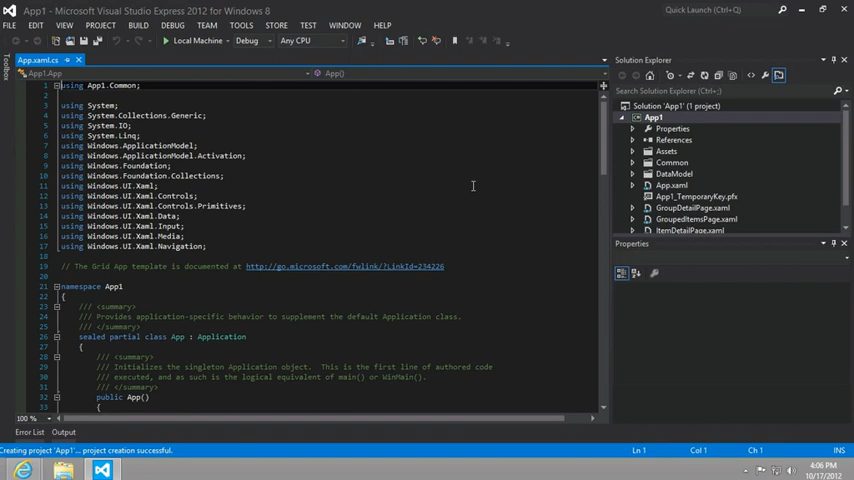 App1 - Microsoft Visual Studio Express 2012 for Windows 8
Quick Launch (Ctrl+Q)
FILE EDIT VIEW PROJECT BUILD DEBUG TEAM TOOLS STORE TEST WINDOW HELP
Local Machine Debug Any CPU
Toolbox
App.xaml.cs
App1.App
App()
1 using App1.Common;
2
3 using System;
4 using System.Collections.Generic;
5 using System.IO;
6 using System.Linq;
7 using Windows.ApplicationModel;
8 using Windows.ApplicationModel.Activation;
9 using Windows.Foundation;
10 using Windows.Foundation.Collections;
11 using Windows.UI.Xaml;
12 using Windows.UI.Xaml.Controls;
13 using Windows.UI.Xaml.Controls.Primitives;
14 using Windows.UI.Xaml.Data;
15 using Windows.UI.Xaml.Input;
16 using Windows.UI.Xaml.Media;
17 using Windows.UI.Xaml.Navigation;
18
19 // The Grid App template is documented at http://go.microsoft.com/fwlink/?LinkId=234226
20
21 namespace App1
22 {
23 /// <summary>
24 /// Provides application-specific behavior to supplement the default Application class.
25 /// </summary>
26 sealed partial class App : Application
27 {
28 /// <summary>
29 /// Initializes the singleton Application object. This is the first line of authored code
30 /// executed, and as such is the logical equivalent of main() or WinMain().
31 /// </summary>
32 public App()
33 {
100 %
Solution Explorer
Search Solution Explorer (Ctrl+;)
Solution 'App1' (1 project)
App1
Properties
References
Assets
Common
DataModel
App.xaml
App1_TemporaryKey.pfx
GroupDetailPage.xaml
GroupedItemsPage.xaml
ItemDetailPage.xaml
Properties
Error List Output
Creating project 'App1'... project creation successful.
Ln 1 Col 1 Ch 1 INS
4:06 PM
10/17/2012